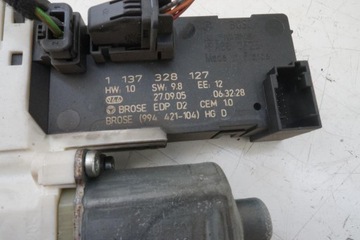 1 137 328 127
HW: 1.0 SW: 9.8 EE: 12
27.09.05 06:32:28
BROSE EDP D2 CEM 1.0
BROSE (994 421-104) HG D